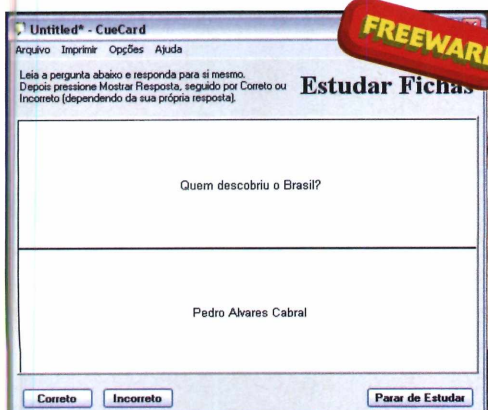 Untitled* - CueCard
FREEWARE
Arquivo Imprimir Opções Ajuda
Leia a pergunta abaixo e responda para si mesmo.
Depois pressione Mostrar Resposta, seguido por Correto ou
Incorreto (dependendo da sua própria resposta).
Estudar Fichas
Quem descobriu o Brasil?
Pedro Alvares Cabral
Correto Incorreto Parar de Estudar